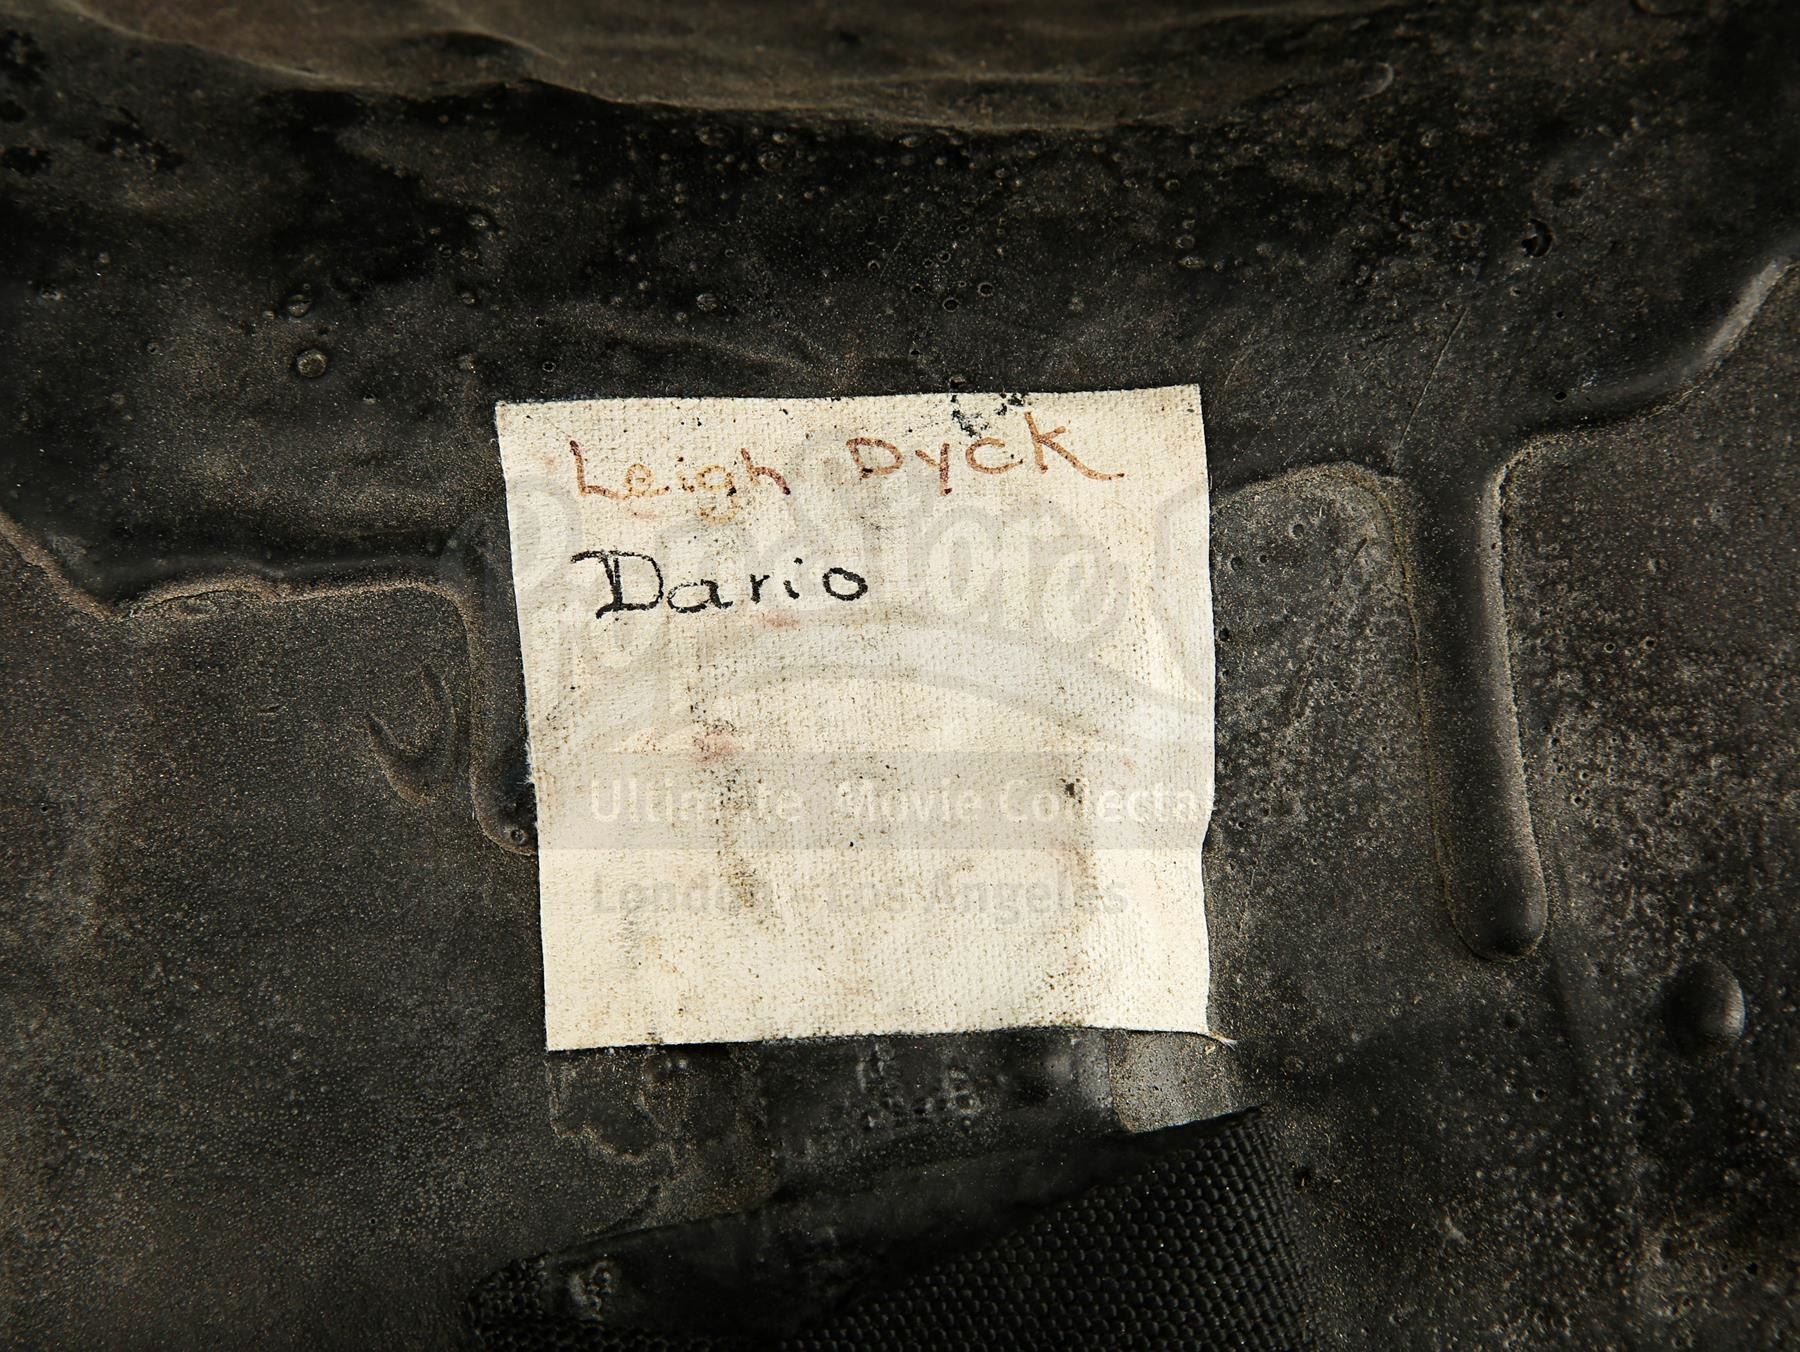 Leigh Dyck
Dario
Ultimate Movie Collecta
London - Los Angeles